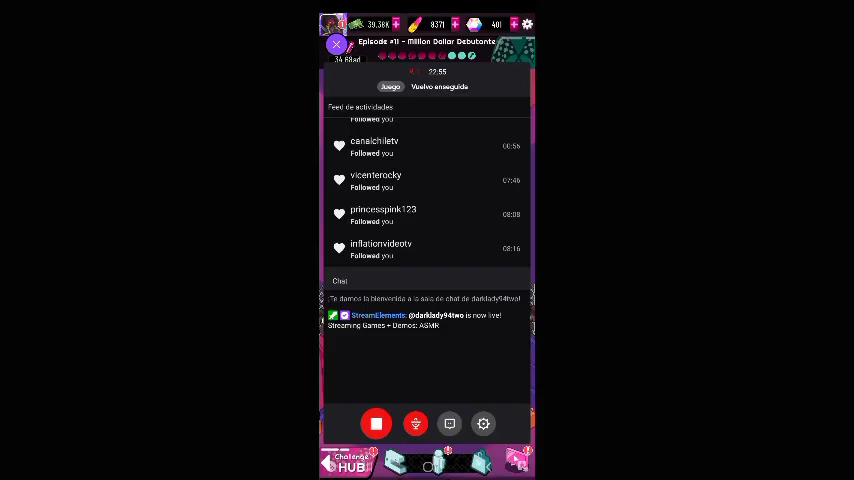 39.38K
8371
401
Episode #11 - Million Dollar Debutante
34 68ad
22:55
Juego
Vuelvo enseguida
Feed de actividades
Followed you
canalchiletv
Followed you
00:56
vicenterocky
Followed you
07:46
princesspink123
Followed you
08:08
inflationvideotv
Followed you
08:16
Chat
¡Te damos la bienvenida a la sala de chat de darklady94two!
StreamElements: @darklady94two is now live!
Streaming Games + Demos: ASMR
Challenge
HUB